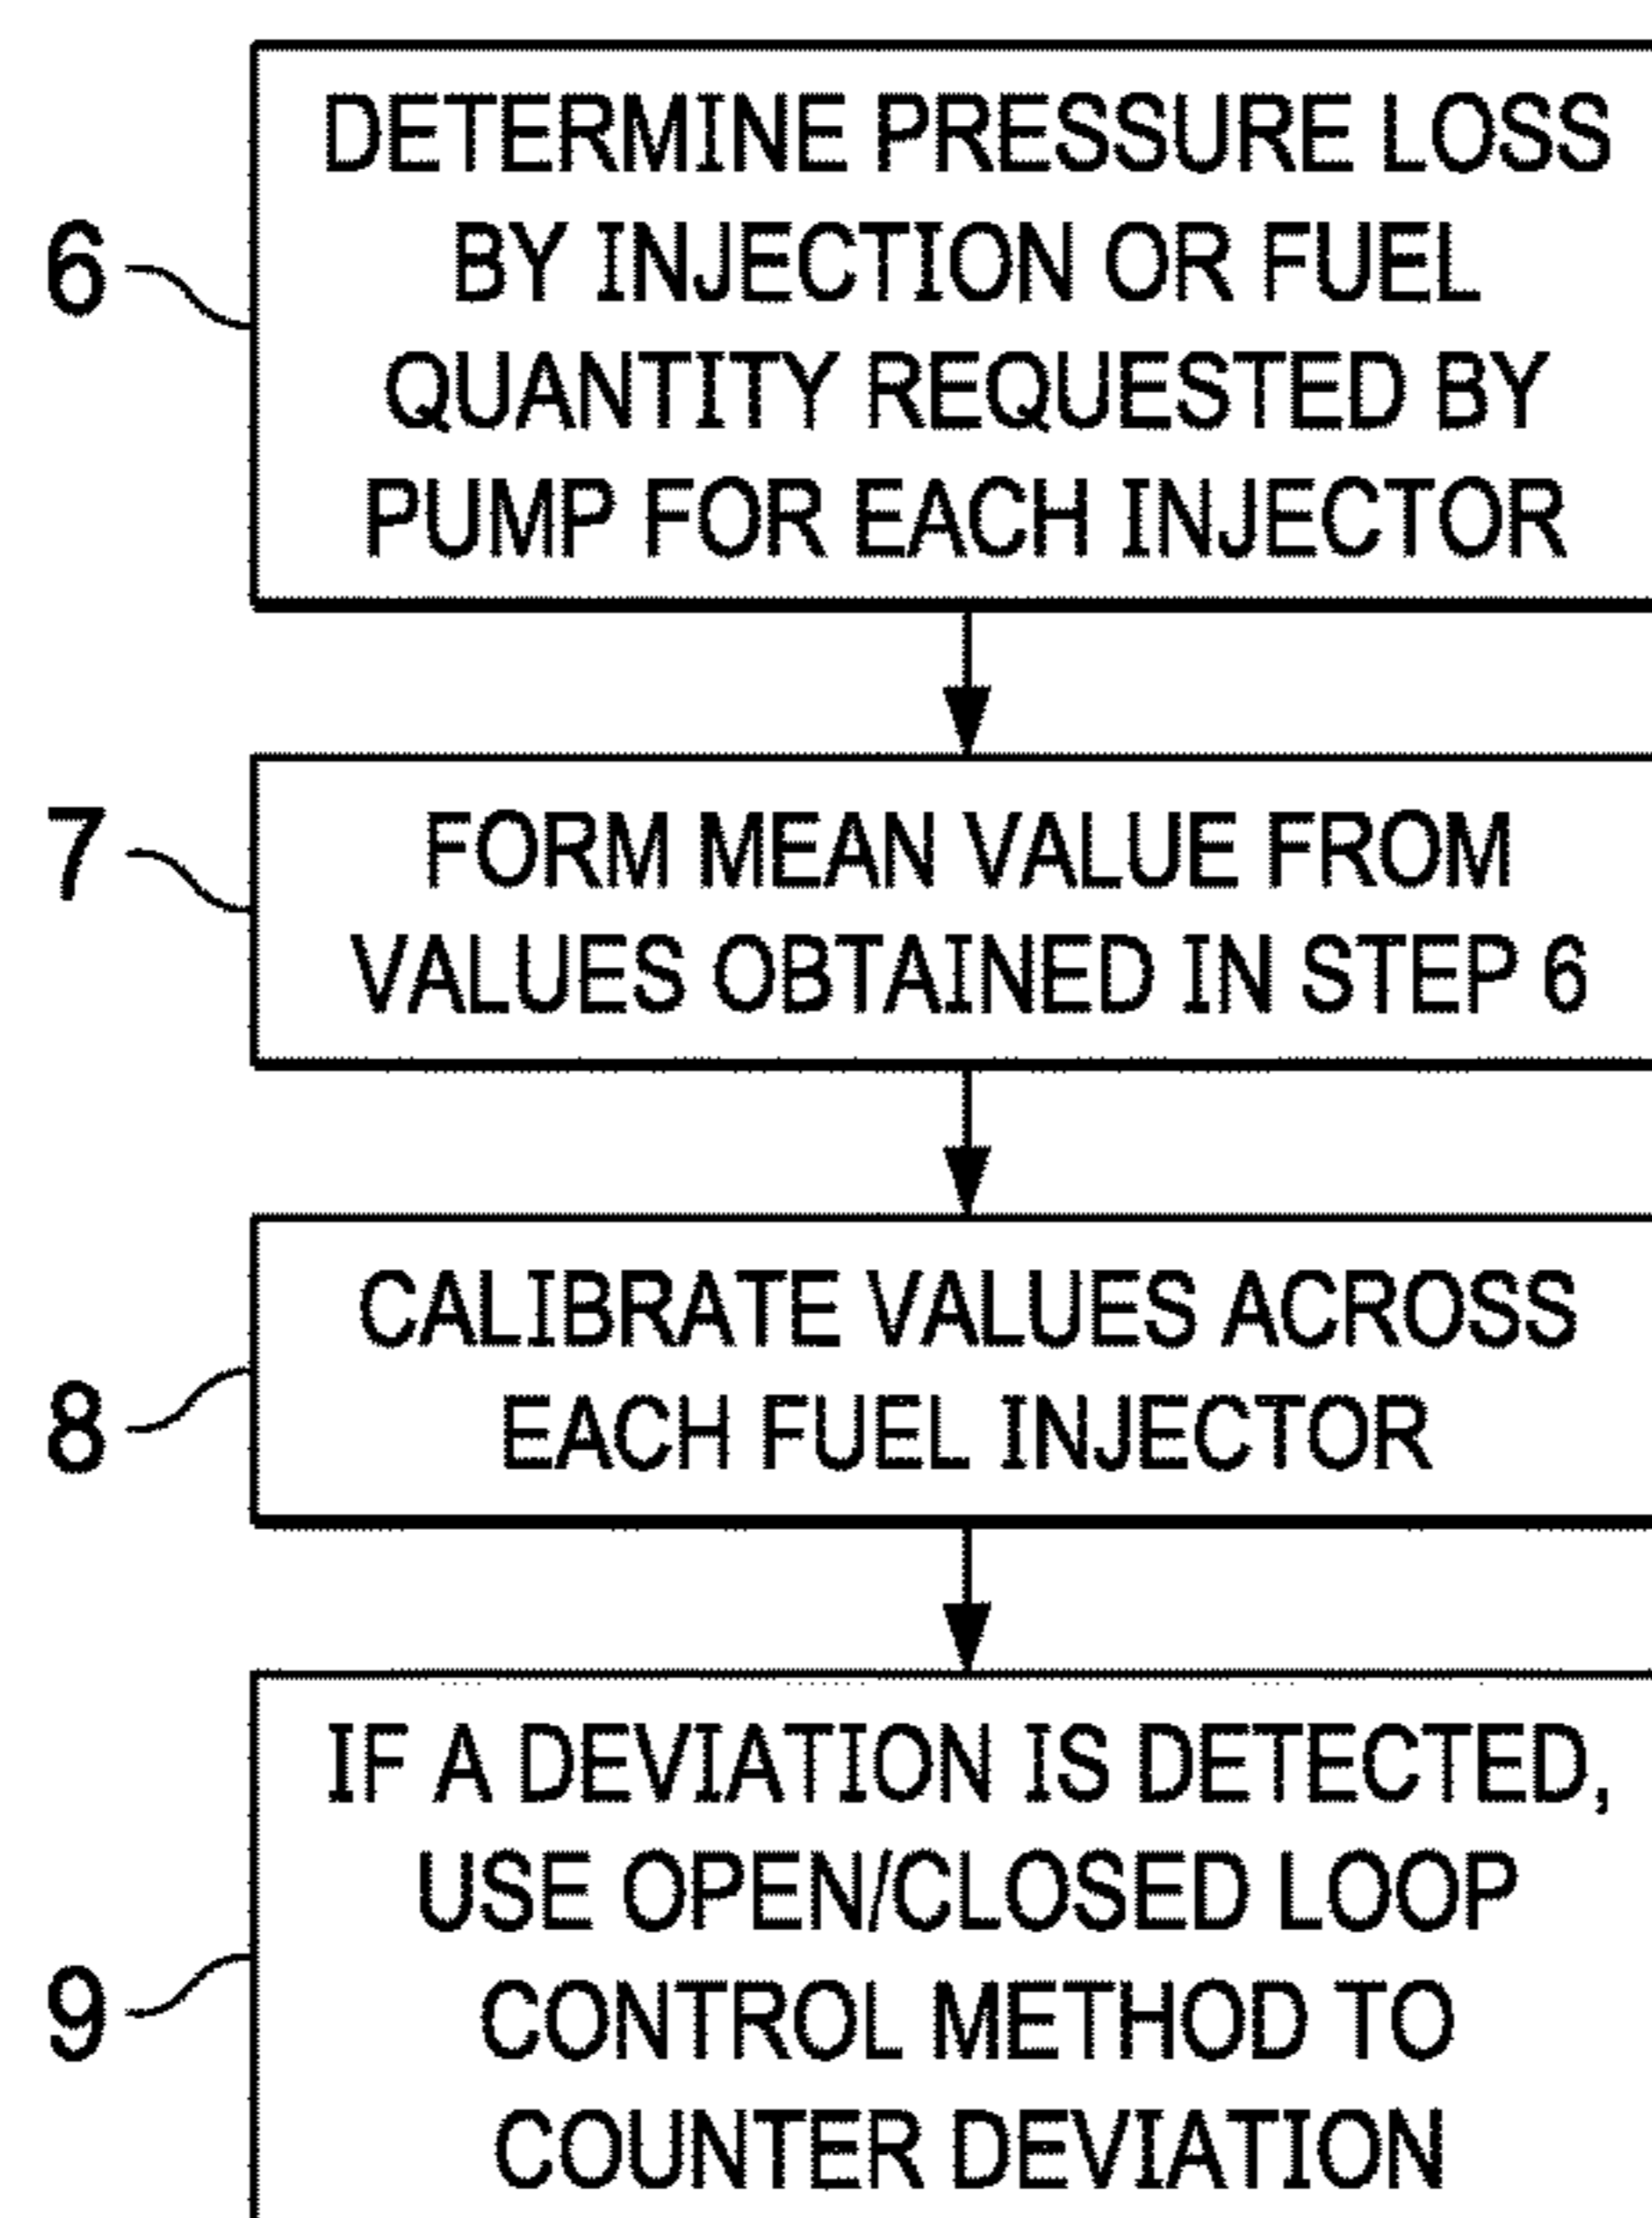 DETERMINE PRESSURE LOSS
BY INJECTION OR FUEL
QUANTITY REQUESTED BY
PUMP FOR EACH INJECTOR
6
FORM MEAN VALUE FROM
VALUES OBTAINED IN STEP 6
7
CALIBRATE VALUES ACROSS
EACH FUEL INJECTOR
8
IF A DEVIATION IS DETECTED,
USE OPEN/CLOSED LOOP
CONTROL METHOD TO
COUNTER DEVIATION
9